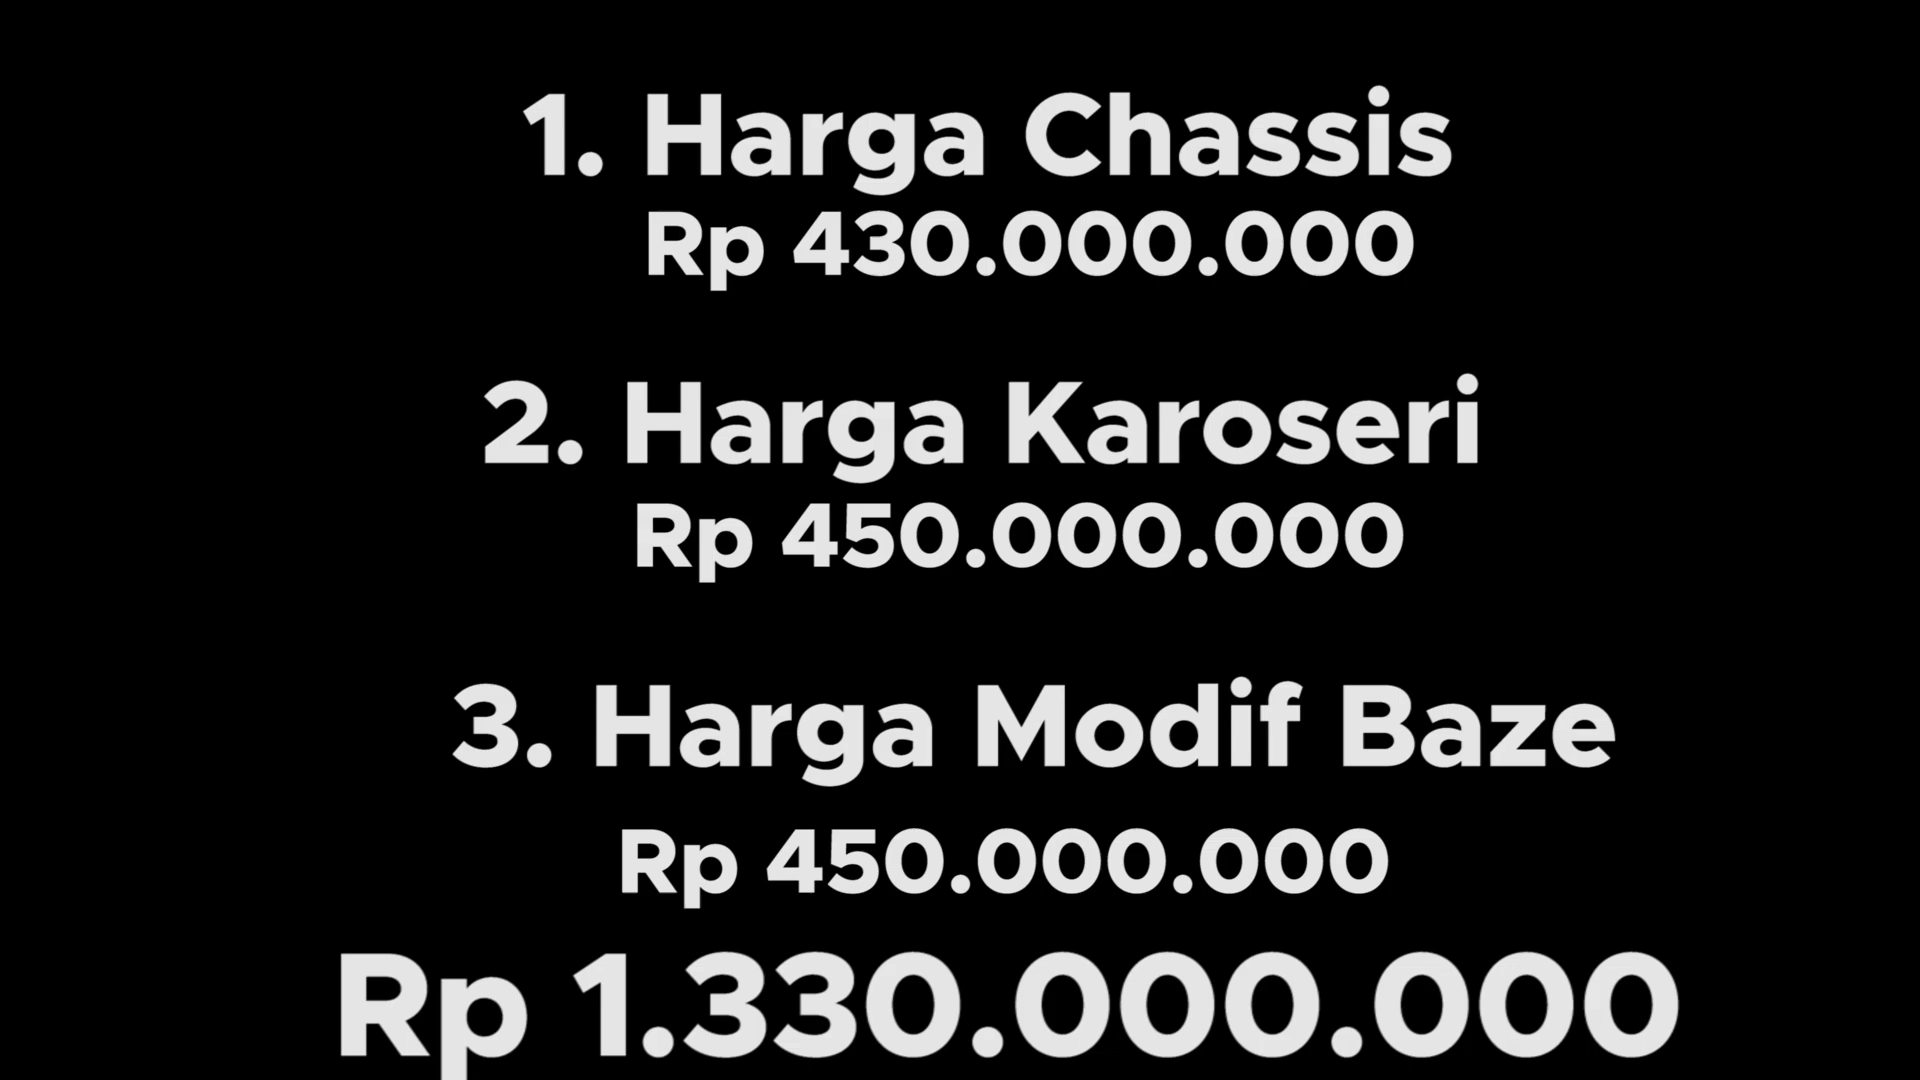 1. Harga Chassis
Rp 430.000.000
2. Harga Karoseri
Rp 450.000.000
3. Harga Modif Baze
Rp 450.000.000
Rp 1.330.000.000